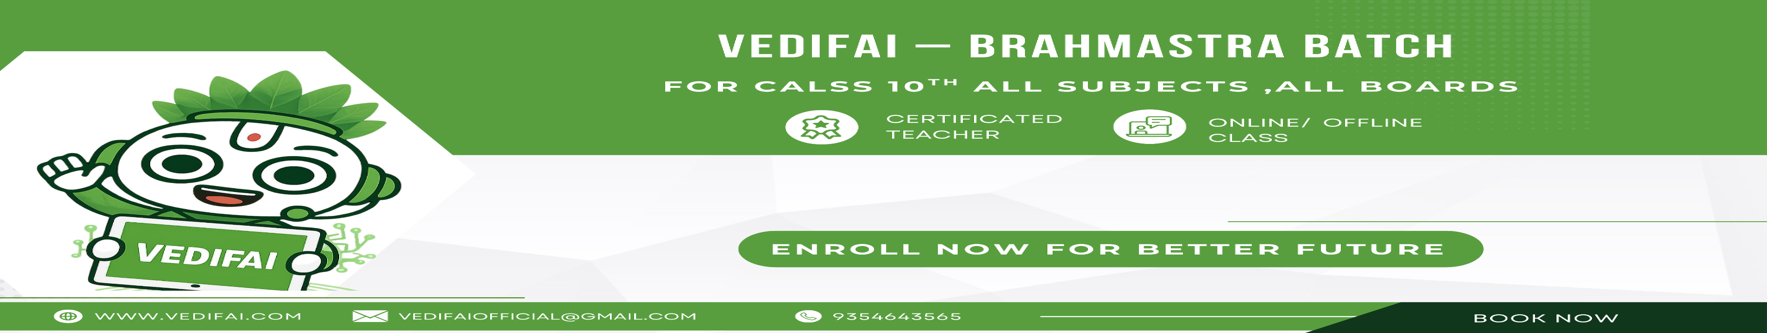 VEDIFAI — BRAHMASTRA BATCH
FOR CALSS 10TH ALL SUBJECTS ,ALL BOARDS
CERTIFICATED
TEACHER
ONLINE/ OFFLINE
CLASS
VEDIFAI
ENROLL NOW FOR BETTER FUTURE
WWW.VEDIFAI.COM
VEDIFAIOFFICIAL@GMAIL.COM
9354643565
BOOK NOW